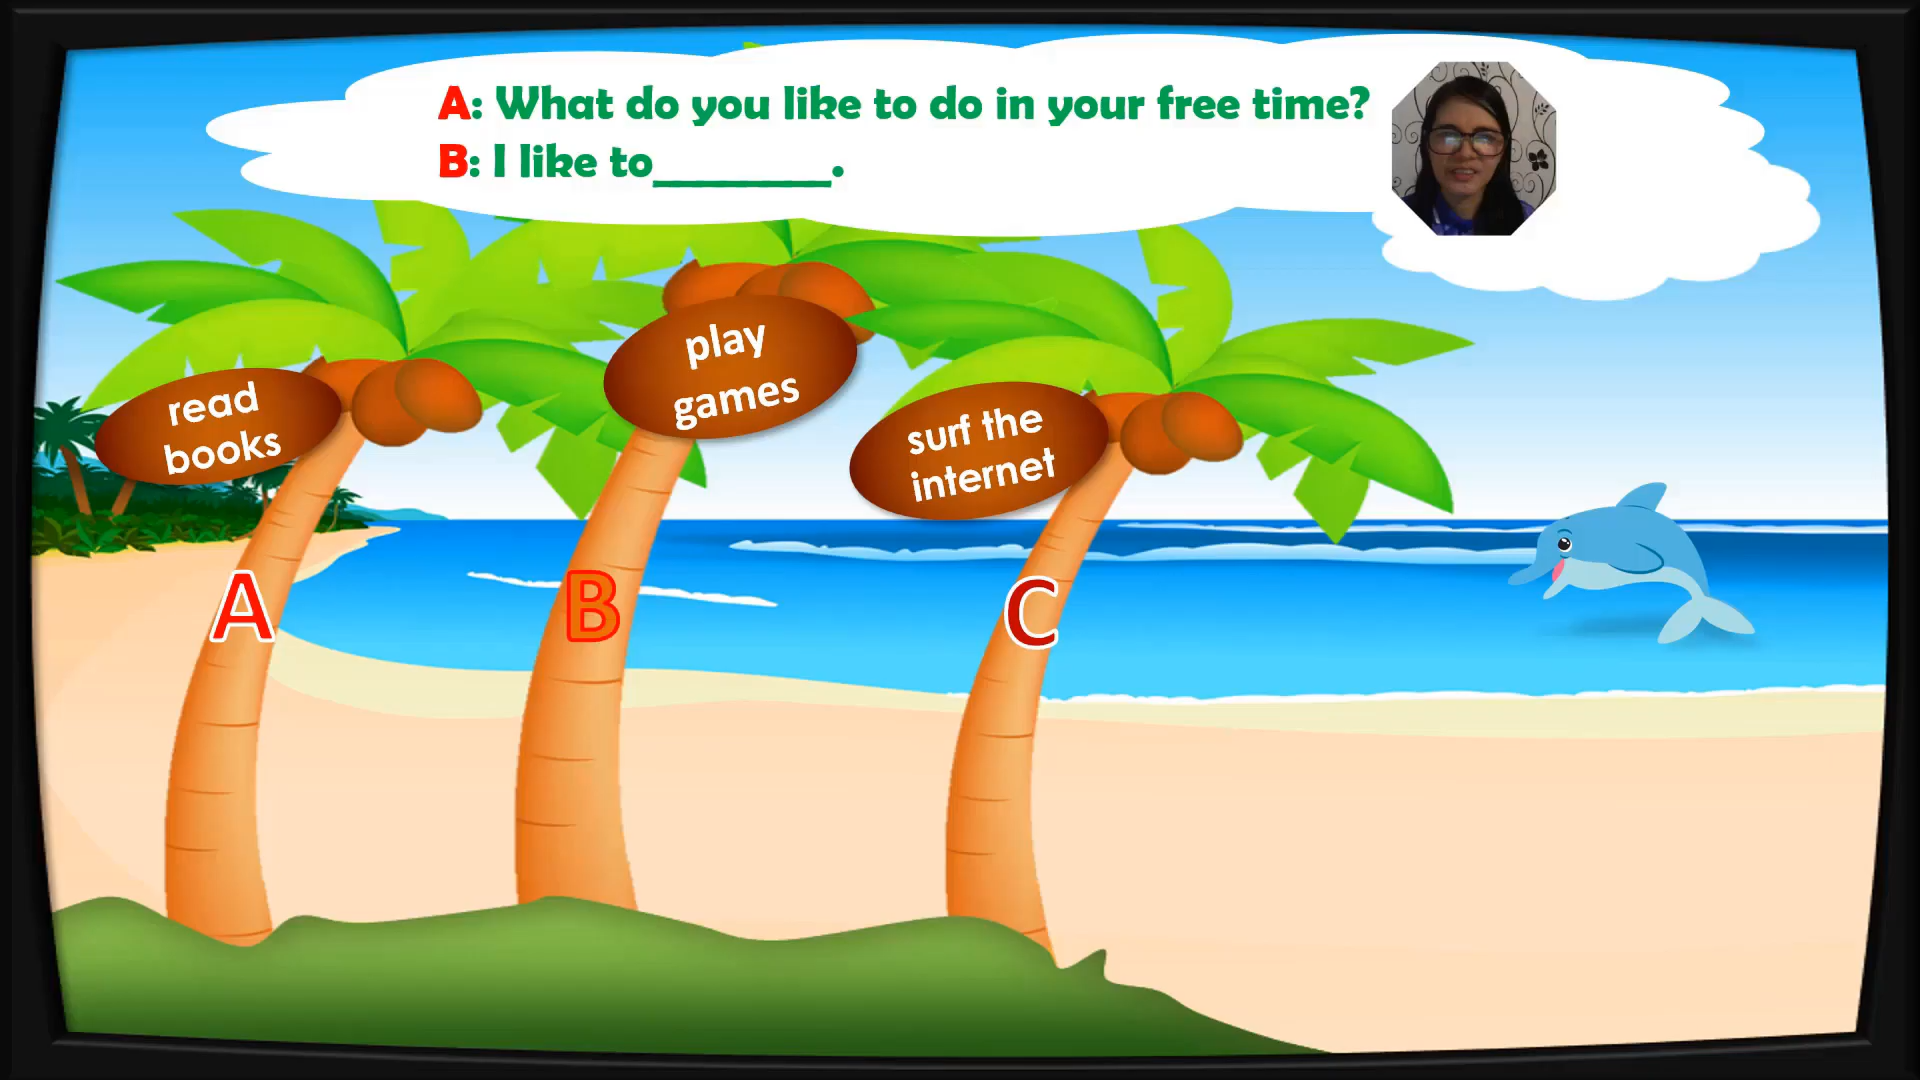 A: What do you like to do in your free time?
B: I like to________.
read
books
play
games
surf the
internet
A
B
C